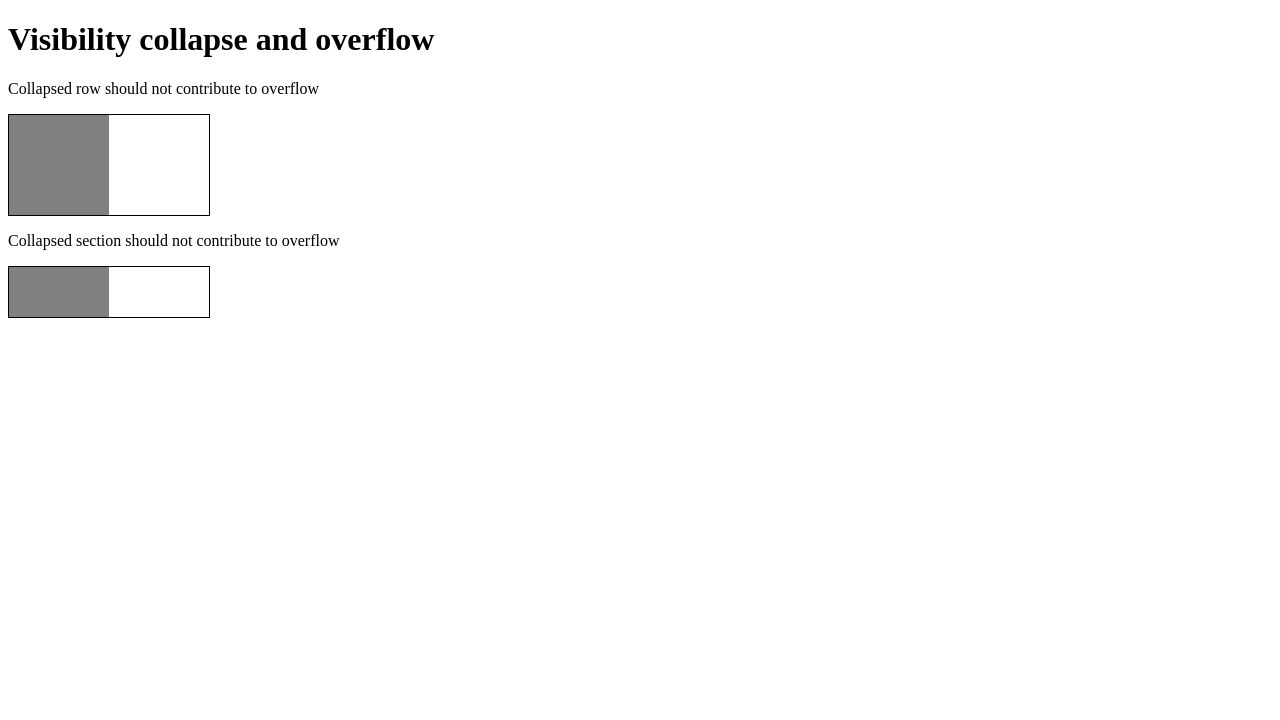 Visibility collapse and overflow
Collapsed row should not contribute to overflow
Collapsed section should not contribute to overflow